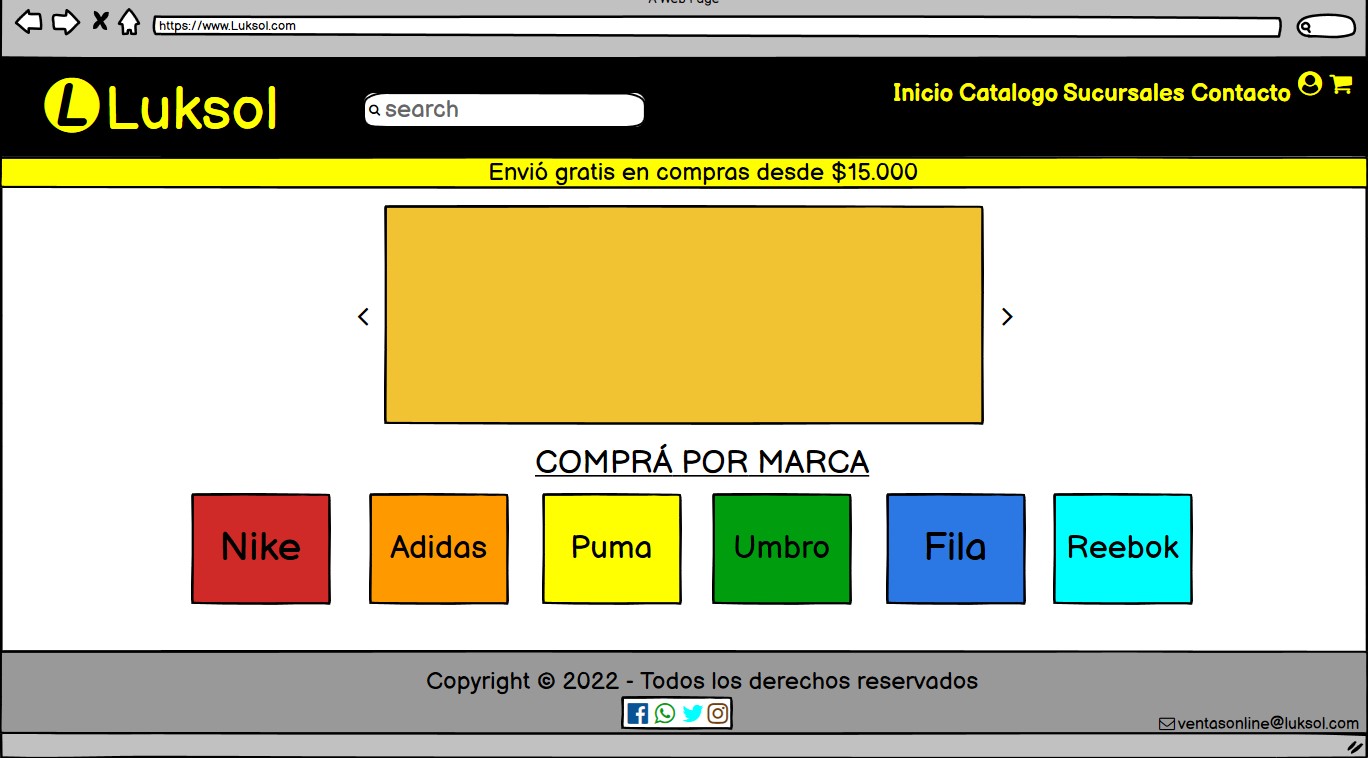 A Web Page
https://www.Luksol.com
L Luksol
search
Inicio Catalogo Sucursales Contacto
Envió gratis en compras desde $15.000
COMPRÁ POR MARCA
Nike Adidas Puma Umbro Fila Reebok
Copyright © 2022 - Todos los derechos reservados
ventasonline@luksol.com